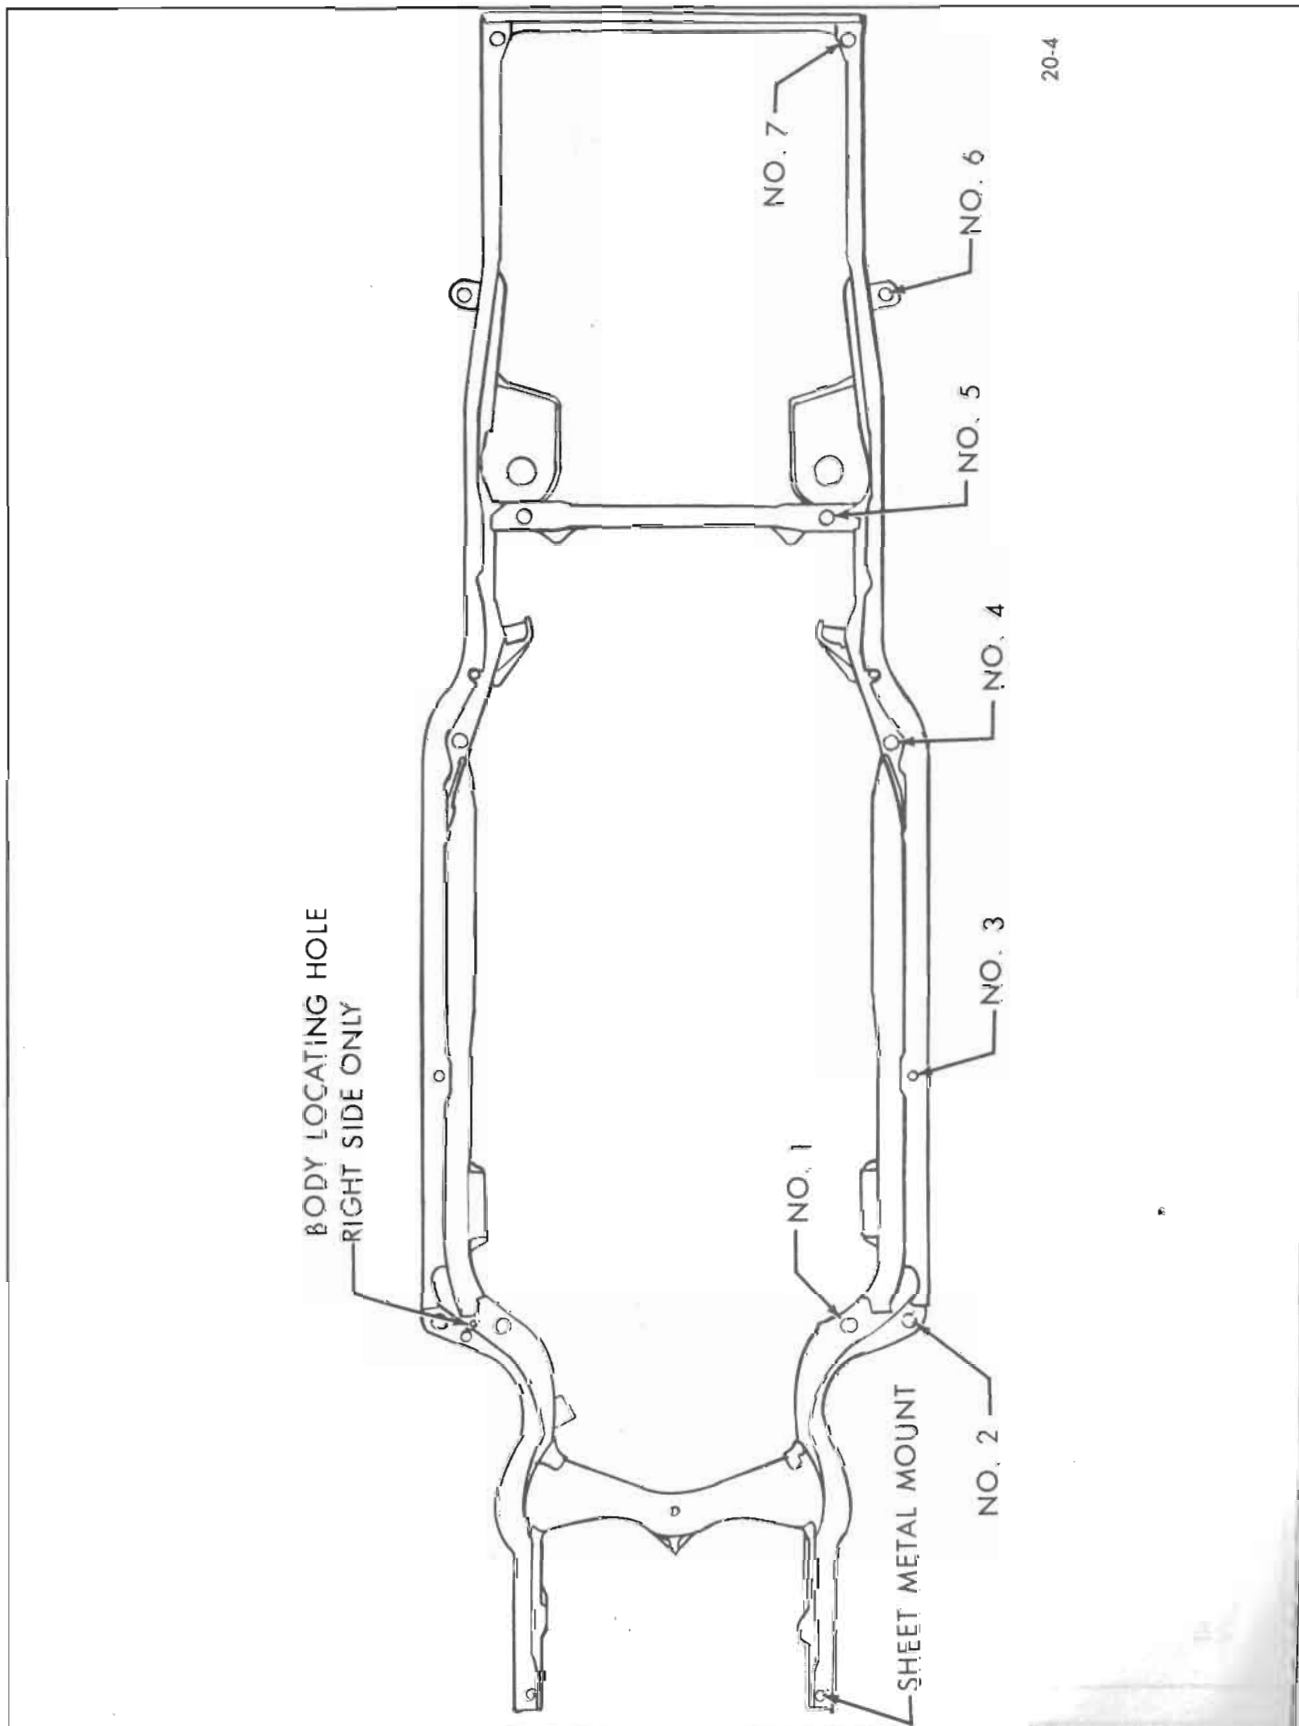 BODY LOCATING HOLE
RIGHT SIDE ONLY
NO. 1
NO. 7
SHEET METAL MOUNT
NO. 2
NO. 3
NO. 4
NO. 5
NO. 6
20-4